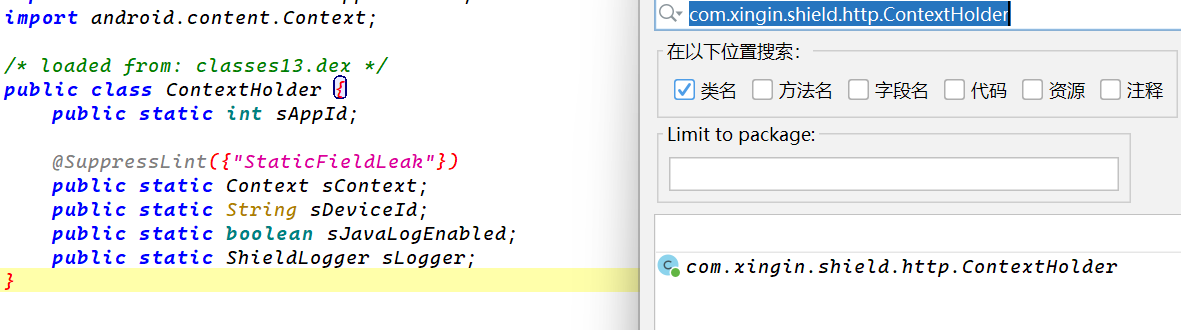 import android.content.Context;
/* loaded from: classes13.dex */
public class ContextHolder {
public static int sAppId;
@SuppressLint({"StaticFieldLeak"})
public static Context sContext;
public static String sDeviceId;
public static boolean sJavaLogEnabled;
public static ShieldLogger sLogger;
}
com.xingin.shield.http.ContextHolder
在以下位置搜索:
类名 方法名 字段名 代码 资源 注释
Limit to package:
com.xingin.shield.http.ContextHolder